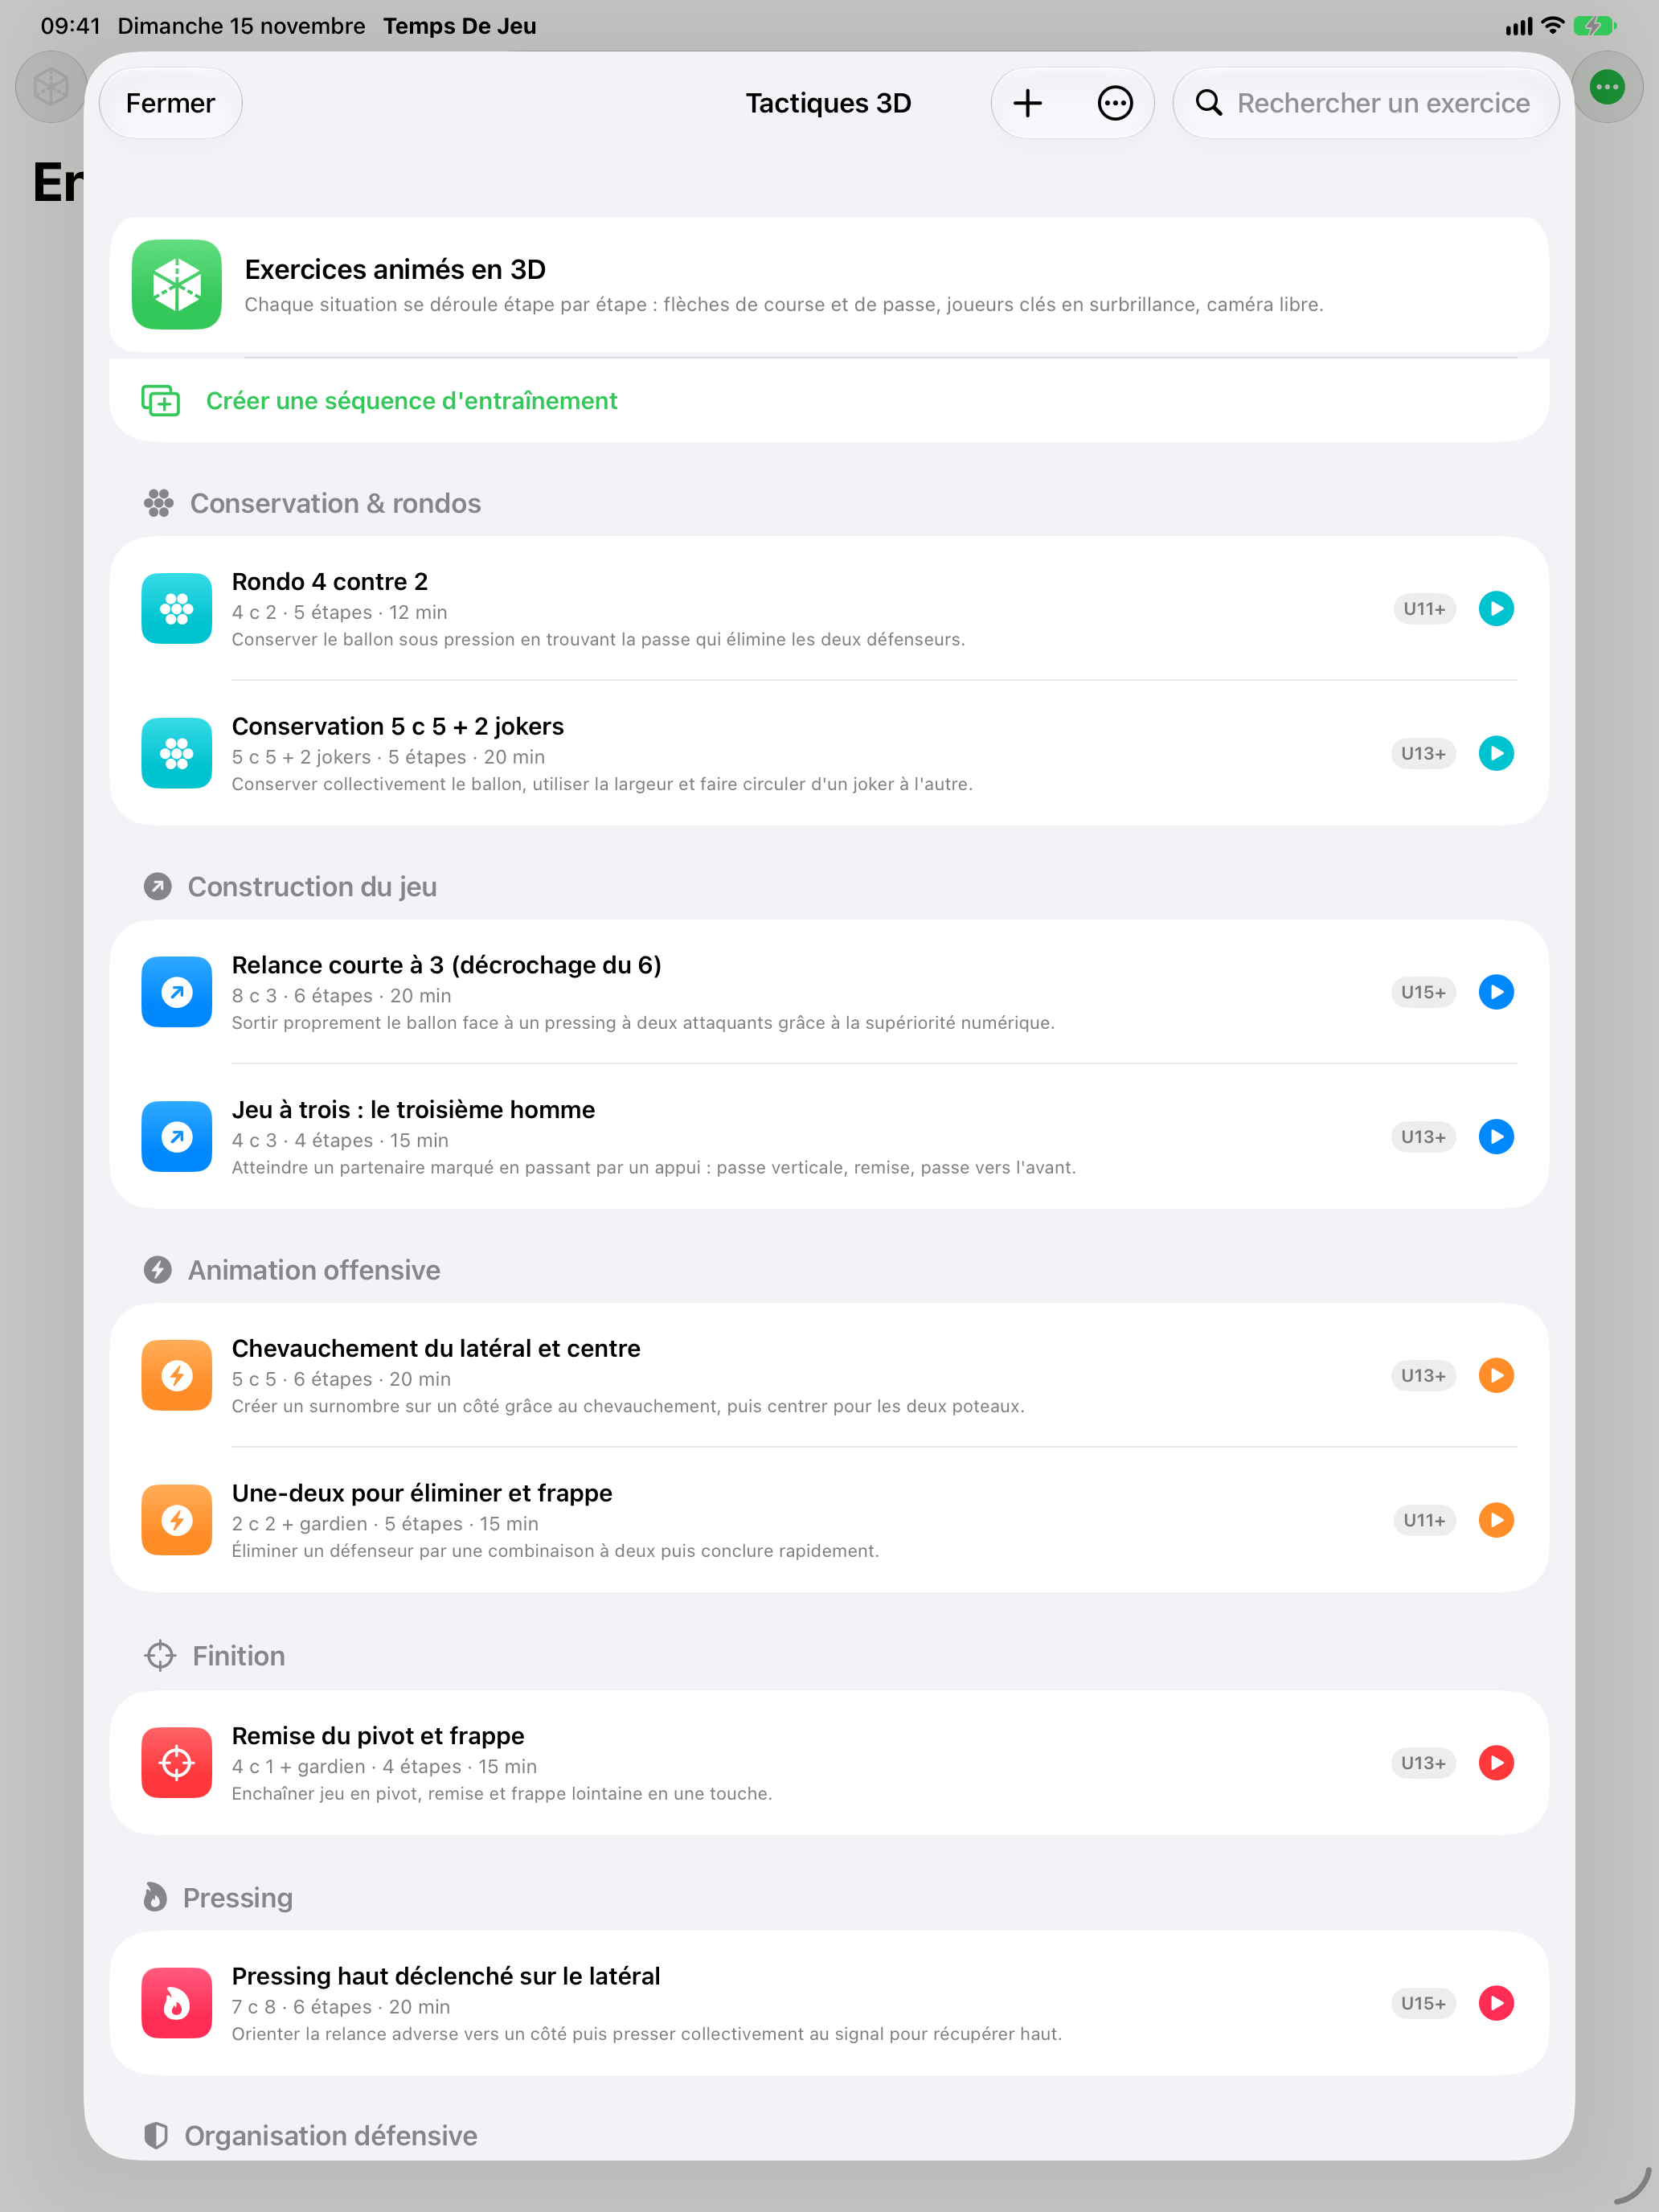 09:41 Dimanche 15 novembre Temps De Jeu
Fermer
Tactiques 3D
Rechercher un exercice
Exercices animés en 3D
Chaque situation se déroule étape par étape : flèches de course et de passe, joueurs clés en surbrillance, caméra libre.
Créer une séquence d'entraînement
Conservation & rondos
Rondo 4 contre 2
4 c 2 · 5 étapes · 12 min
Conserver le ballon sous pression en trouvant la passe qui élimine les deux défenseurs.
U11+
Conservation 5 c 5 + 2 jokers
5 c 5 + 2 jokers · 5 étapes · 20 min
Conserver collectivement le ballon, utiliser la largeur et faire circuler d'un joker à l'autre.
U13+
Construction du jeu
Relance courte à 3 (décrochage du 6)
8 c 3 · 6 étapes · 20 min
Sortir proprement le ballon face à un pressing à deux attaquants grâce à la supériorité numérique.
U15+
Jeu à trois : le troisième homme
4 c 3 · 4 étapes · 15 min
Atteindre un partenaire marqué en passant par un appui : passe verticale, remise, passe vers l'avant.
U13+
Animation offensive
Chevauchement du latéral et centre
5 c 5 · 6 étapes · 20 min
Créer un surnombre sur un côté grâce au chevauchement, puis centrer pour les deux poteaux.
U13+
Une-deux pour éliminer et frappe
2 c 2 + gardien · 5 étapes · 15 min
Éliminer un défenseur par une combinaison à deux puis conclure rapidement.
U11+
Finition
Remise du pivot et frappe
4 c 1 + gardien · 4 étapes · 15 min
Enchaîner jeu en pivot, remise et frappe lointaine en une touche.
U13+
Pressing
Pressing haut déclenché sur le latéral
7 c 8 · 6 étapes · 20 min
Orienter la relance adverse vers un côté puis presser collectivement au signal pour récupérer haut.
U15+
Organisation défensive